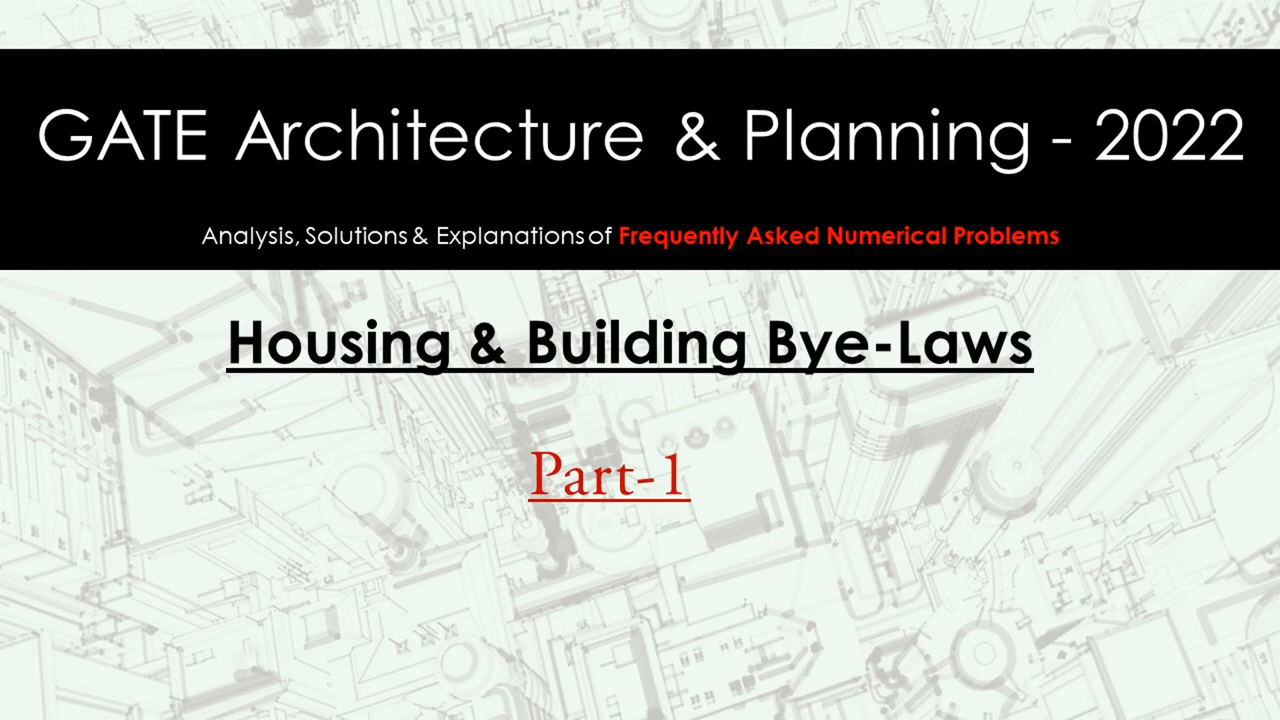 GATE Architecture & Planning - 2022
Analysis, Solutions & Explanations of Frequently Asked Numerical Problems
Housing & Building Bye-Laws
Part-1